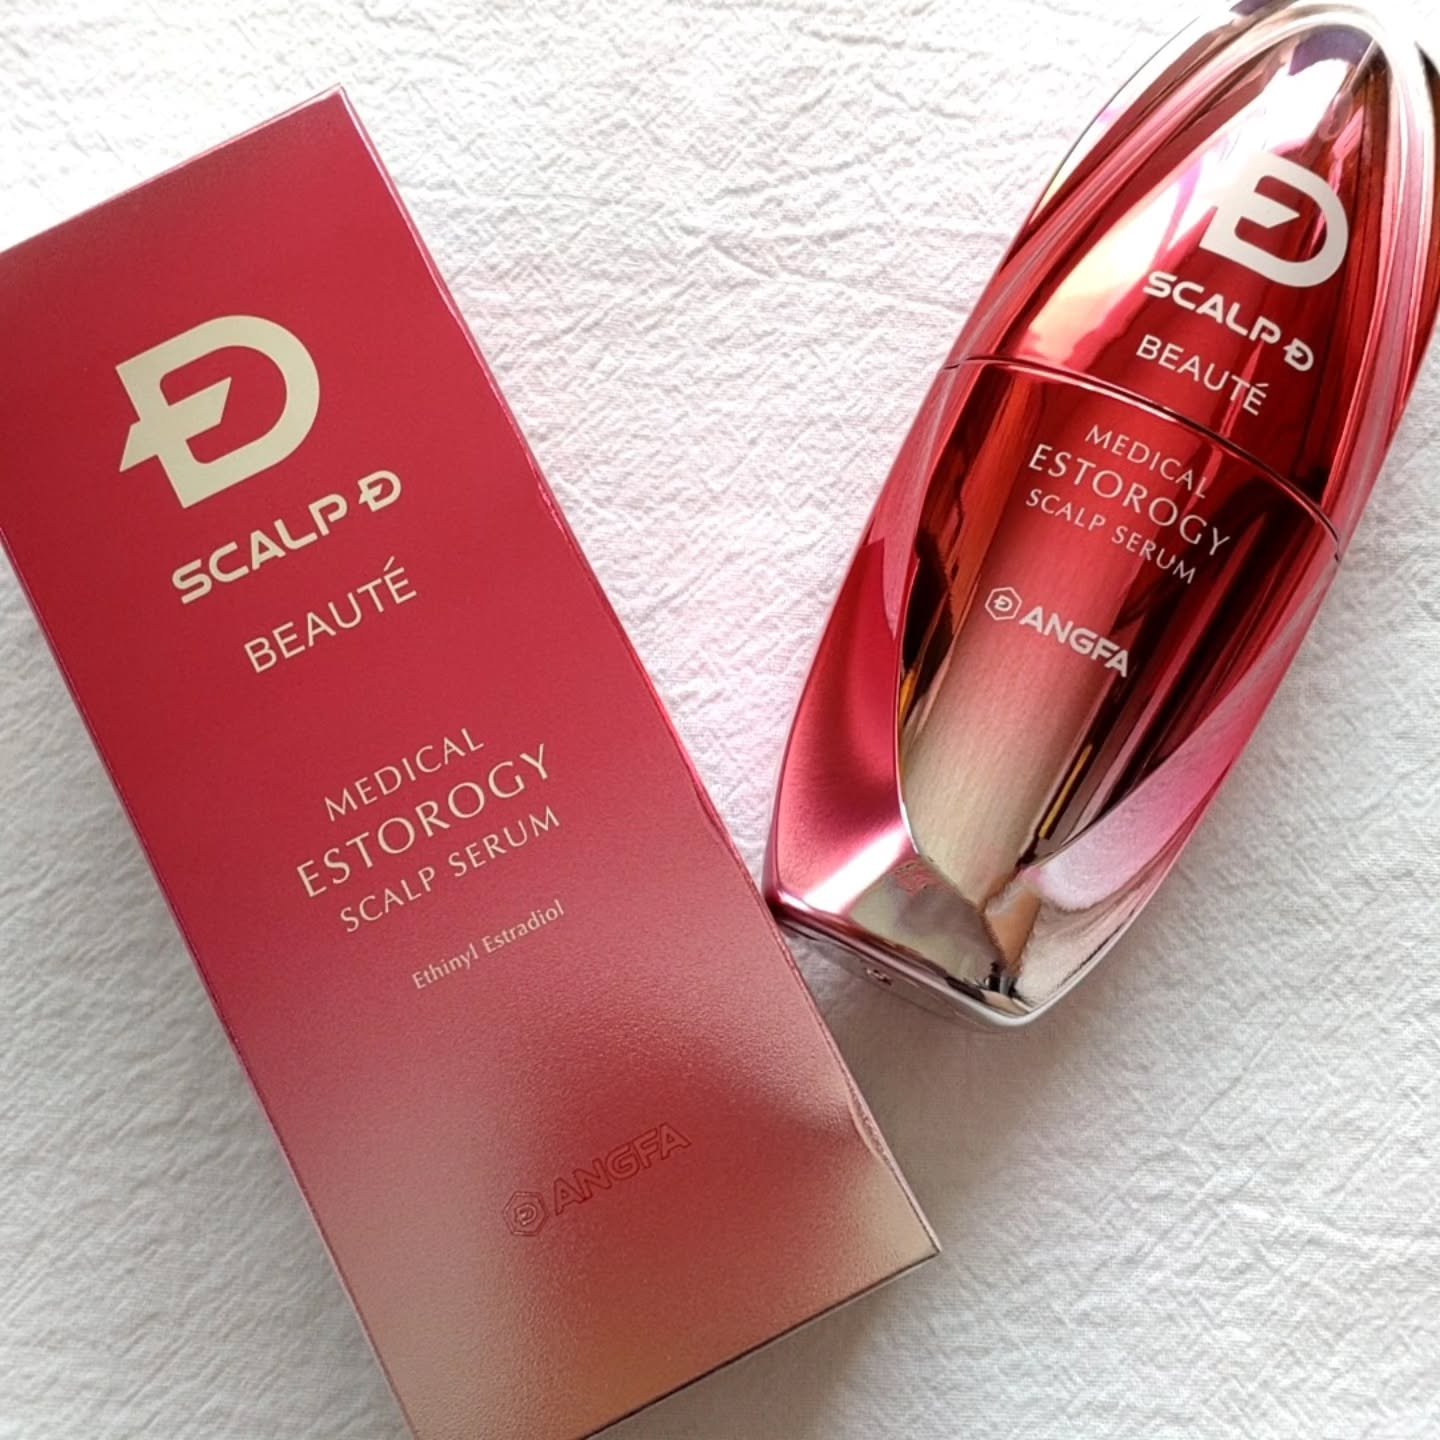 SCALP D
BEAUTÉ
MEDICAL
ESTOROGY
SCALP SERUM
Ethinyl Estradiol
ANGFA
D
SCALP D
BEAUTÉ
MEDICAL
ESTOROGY
SCALP SERUM
ANGFA